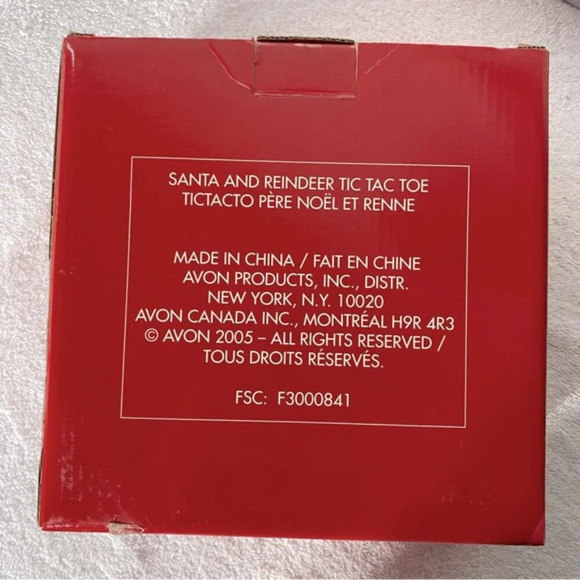 SANTA AND REINDEER TIC TAC TOE
TICTACTO PÈRE NOËL ET RENNE
MADE IN CHINA / FAIT EN CHINE
AVON PRODUCTS, INC., DISTR.
NEW YORK, N.Y. 10020
AVON CANADA INC., MONTRÉAL H9R 4R3
© AVON 2005 – ALL RIGHTS RESERVED /
TOUS DROITS RÉSERVÉS.
FSC: F3000841